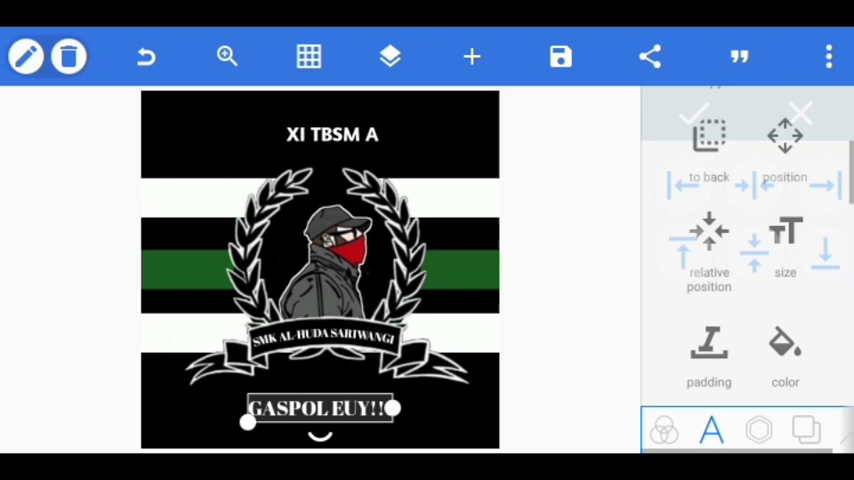 XI TBSM A
SMK AL-HUDA SARIWANGI
GASPOL EUY!!
to back
position
relative
position
size
padding
color